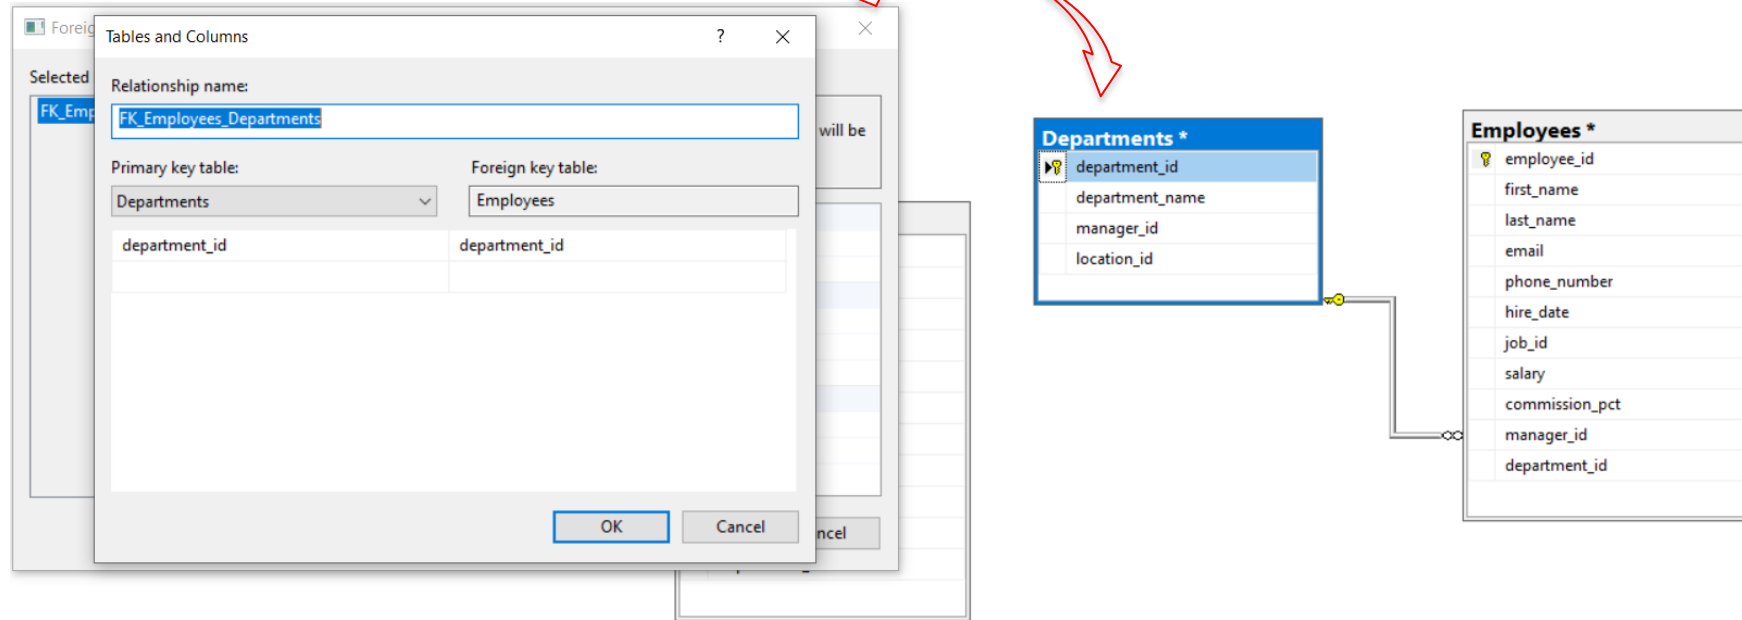 Foreig
Tables and Columns
?
Selected
Relationship name:
FK_Emp
FK_Employees_Departments
will be
Primary key table:
Foreign key table:
Departments
Employees
department_id
department_id
OK
Cancel
ncel
Departments *
department_id
department_name
manager_id
location_id
Employees *
employee_id
first_name
last_name
email
phone_number
hire_date
job_id
salary
commission_pct
manager_id
department_id